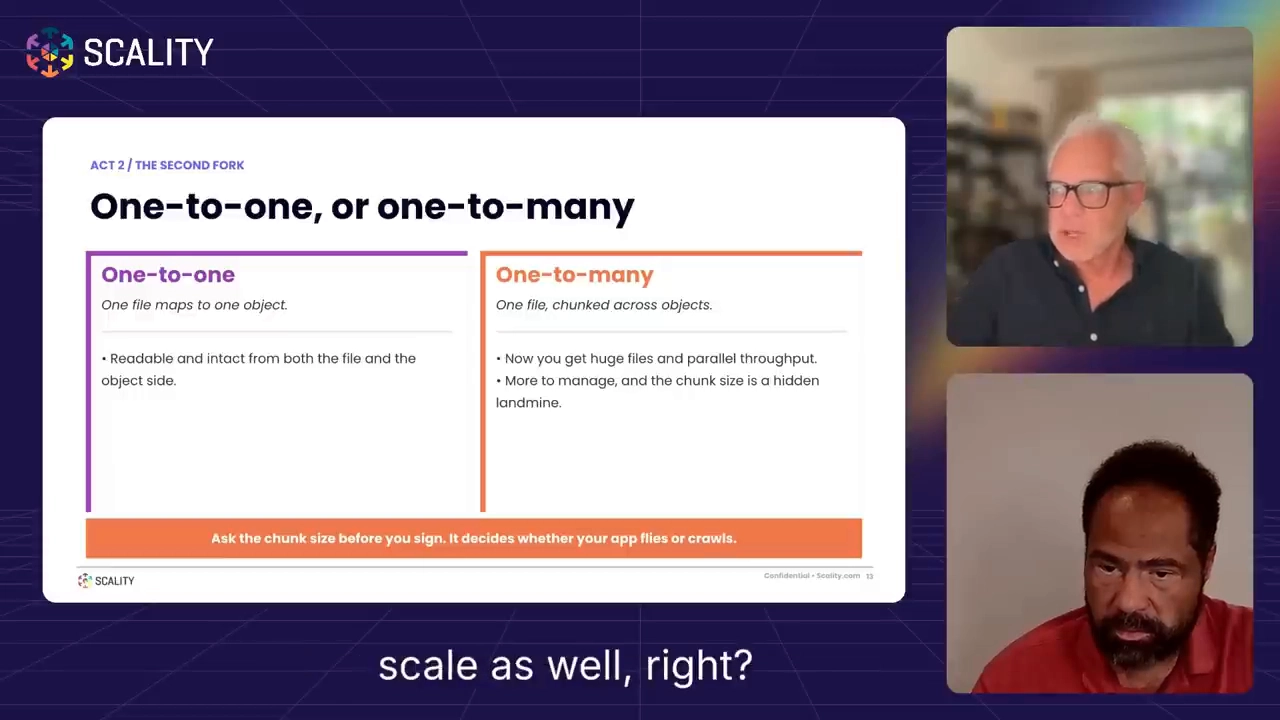 SCALITY
ACT 2 / THE SECOND FORK
One-to-one, or one-to-many
One-to-one
One file maps to one object.
• Readable and intact from both the file and the
object side.
One-to-many
One file, chunked across objects.
• Now you get huge files and parallel throughput.
• More to manage, and the chunk size is a hidden
landmine.
Ask the chunk size before you sign. It decides whether your app flies or crawls.
SCALITY
Confidential • Scality.com 13
scale as well, right?